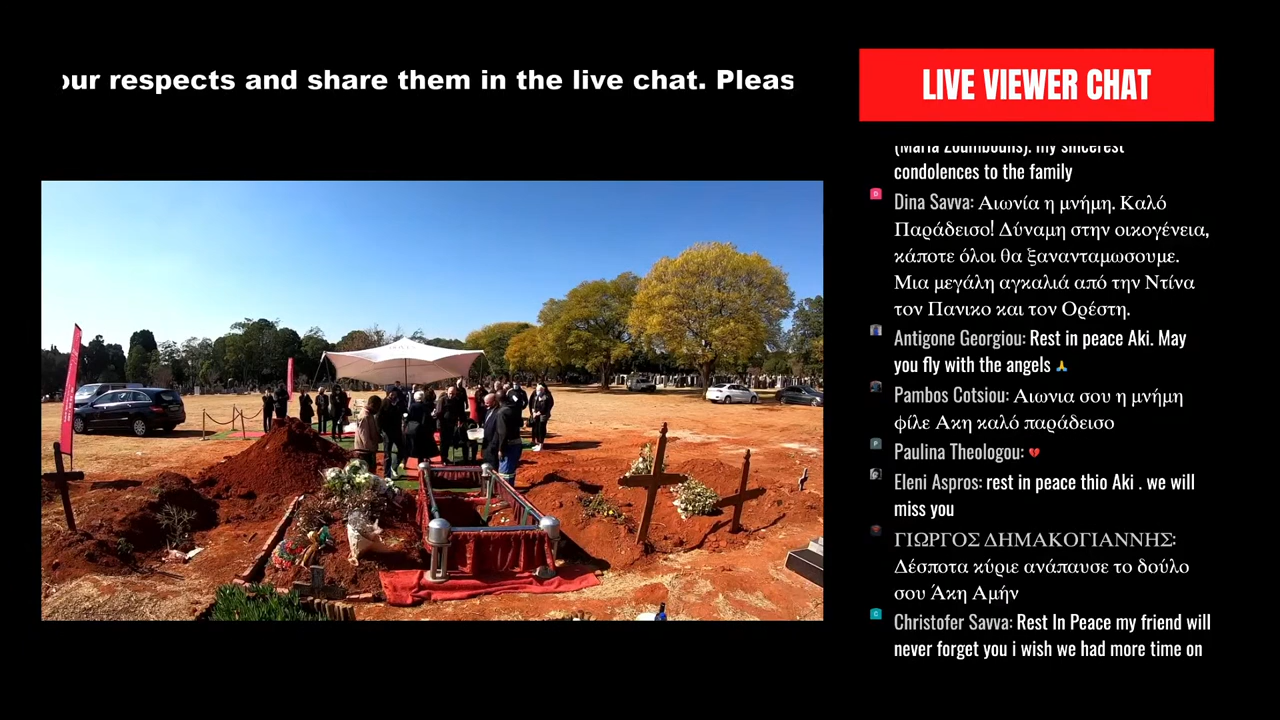 our respects and share them in the live chat. Pleas
LIVE VIEWER CHAT
(Maria Zoumboulis). my sincerest
condolences to the family
Dina Savva: Αιωνία η μνήμη. Καλό
Παράδεισο! Δύναμη στην οικογένεια,
κάποτε όλοι θα ξανανταμωσουμε.
Μια μεγάλη αγκαλιά από την Ντίνα
τον Πανικο και τον Ορέστη.
Antigone Georgiou: Rest in peace Aki. May
you fly with the angels 🙏
Pambos Cotsiou: Αιωνια σου η μνήμη
φίλε Ακη καλό παράδεισο
Paulina Theologou: 💔
Eleni Aspros: rest in peace thio Aki . we will
miss you
ΓΙΩΡΓΟΣ ΔΗΜΑΚΟΓΙΑΝΝΗΣ:
Δέσποτα κύριε ανάπαυσε το δούλο
σου Άκη Αμήν
Christofer Savva: Rest In Peace my friend will
never forget you i wish we had more time on